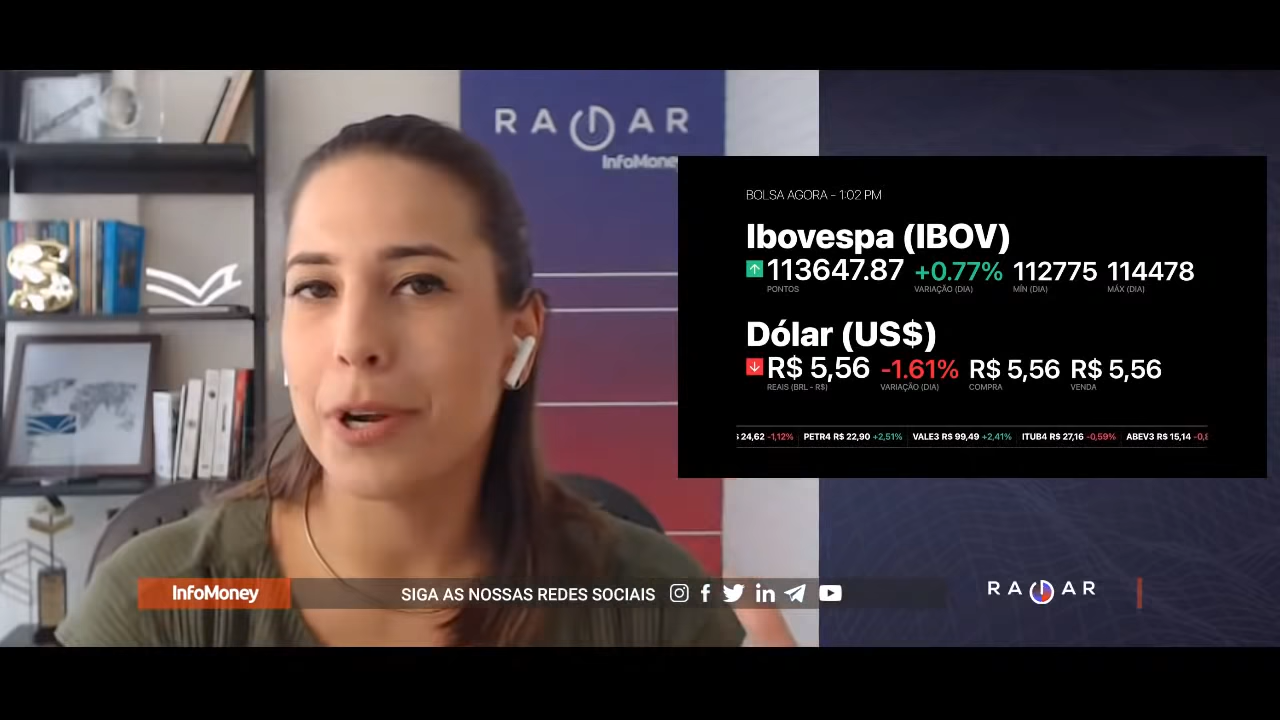 RADAR
InfoMoney
BOLSA AGORA - 1:02 PM
Ibovespa (IBOV)
113647.87 +0.77% 112775 114478
PONTOS VARIAÇÃO (DIA) MÍN (DIA) MÁX (DIA)
Dólar (US$)
R$ 5,56 -1.61% R$ 5,56 R$ 5,56
REAIS (BRL - R$) VARIAÇÃO (DIA) COMPRA VENDA
$ 24,62 -1,12% PETR4 R$ 22,90 +2,51% VALE3 R$ 99,49 +2,41% ITUB4 R$ 27,16 -0,59% ABEV3 R$ 15,14
InfoMoney SIGA AS NOSSAS REDES SOCIAIS RADAR